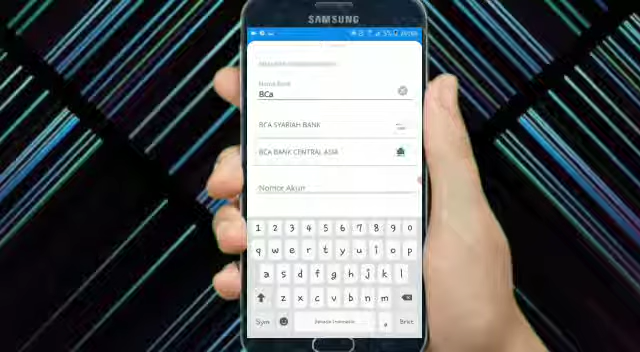 SAMSUNG
Nama Bank
BCa
BCA SYARIAH BANK
BCA BANK CENTRAL ASIA
Nomor Akun
1 2 3 4 5 6 7 8 9 0
q w e r t y u i o p
a s d f g h j k l
z x c v b n m
Sym